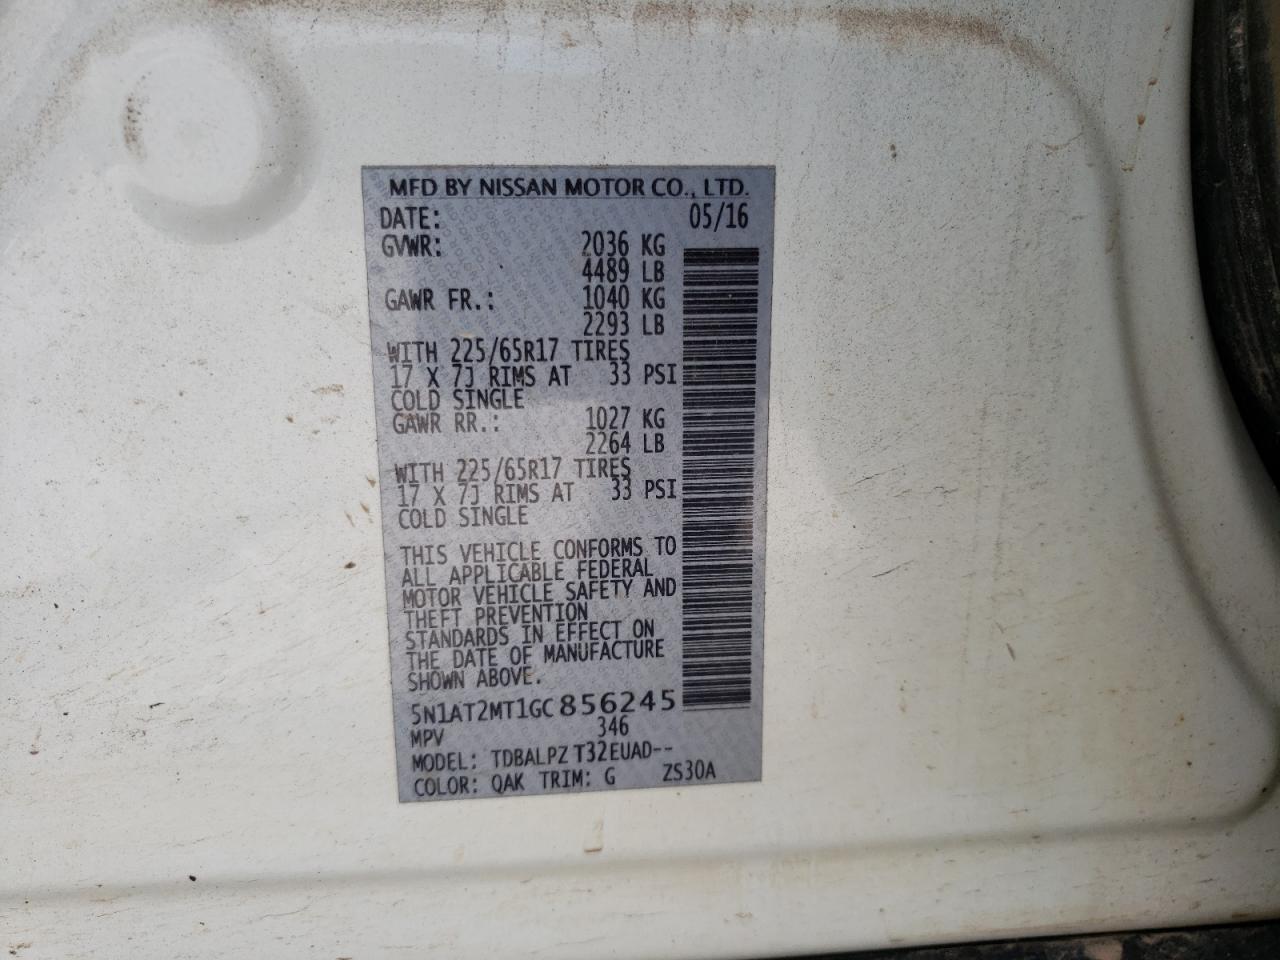 MFD BY NISSAN MOTOR CO., LTD.
DATE: 05/16
GVWR: 2036 KG
4489 LB
GAWR FR.: 1040 KG
2293 LB
WITH 225/65R17 TIRES
17 X 7J RIMS AT 33 PSI
COLD SINGLE
GAWR RR.: 1027 KG
2264 LB
WITH 225/65R17 TIRES
17 X 7J RIMS AT 33 PSI
COLD SINGLE
THIS VEHICLE CONFORMS TO
ALL APPLICABLE FEDERAL
MOTOR VEHICLE SAFETY AND
THEFT PREVENTION
STANDARDS IN EFFECT ON
THE DATE OF MANUFACTURE
SHOWN ABOVE.
5N1AT2MT1GC856245
MPV 346
MODEL: TDBALPZ T32EUAD--
COLOR: QAK TRIM: G ZS30A